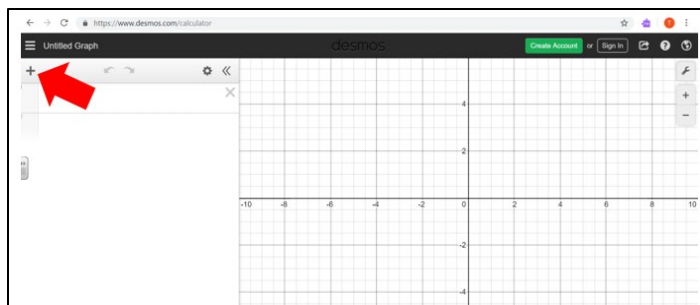 https://www.desmos.com/calculator
Untitled Graph
desmos
Create Account or Sign In
4
2
-10 -8 -6 -4 -2 0 2 4 6 8 10
-2
-4